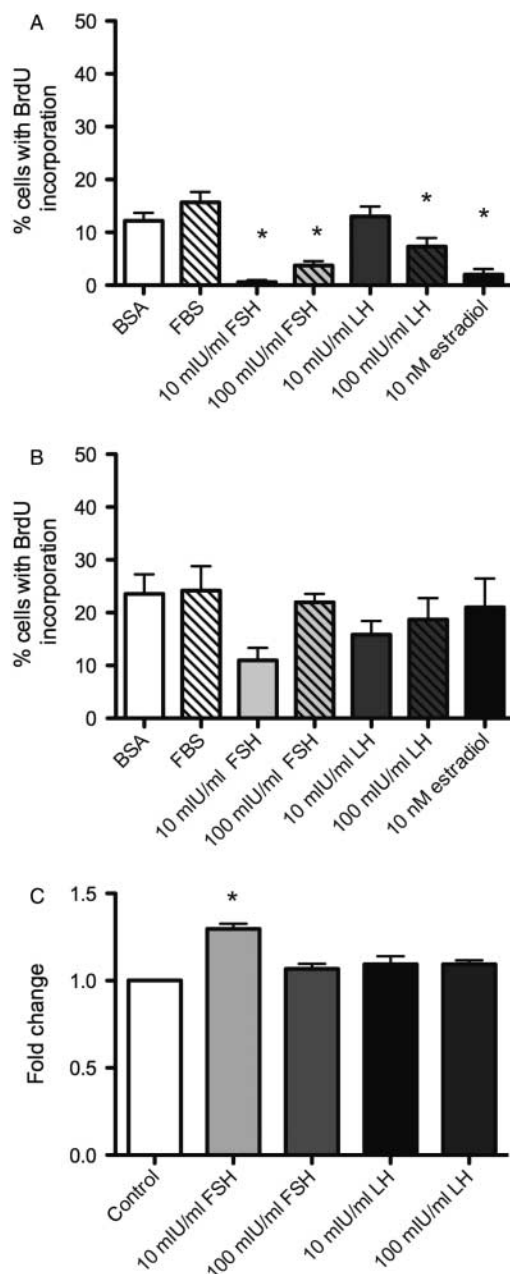 A
% cells with BrdU
incorporation
50
40
30
20
10
0
*
*
*
*
BSA
FBS
10 mIU/ml FSH
100 mIU/ml FSH
10 mIU/ml LH
100 mIU/ml LH
10 nM estradiol
B
% cells with BrdU
incorporation
50
40
30
20
10
0
BSA
FBS
10 mIU/ml FSH
100 mIU/ml FSH
10 mIU/ml LH
100 mIU/ml LH
10 nM estradiol
C
Fold change
1.5
1.0
0.5
0.0
*
Control
10 mIU/ml FSH
100 mIU/ml FSH
10 mIU/ml LH
100 mIU/ml LH